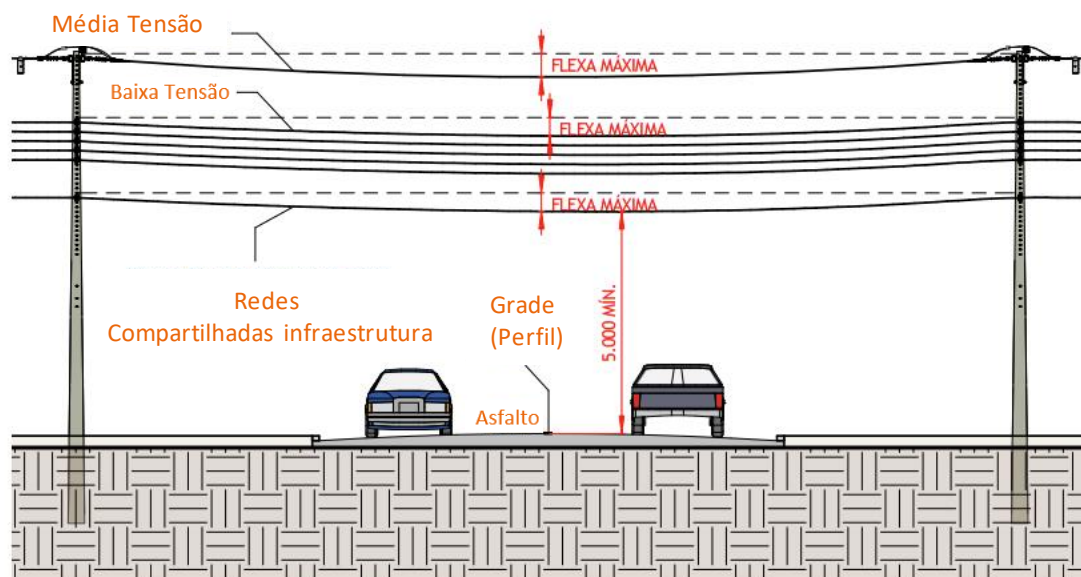 Média Tensão
FLEXA MÁXIMA
Baixa Tensão
FLEXA MÁXIMA
FLEXA MÁXIMA
Redes
Compartilhadas infraestrutura
Grade
(Perfil)
5.000 MÍN.
Asfalto